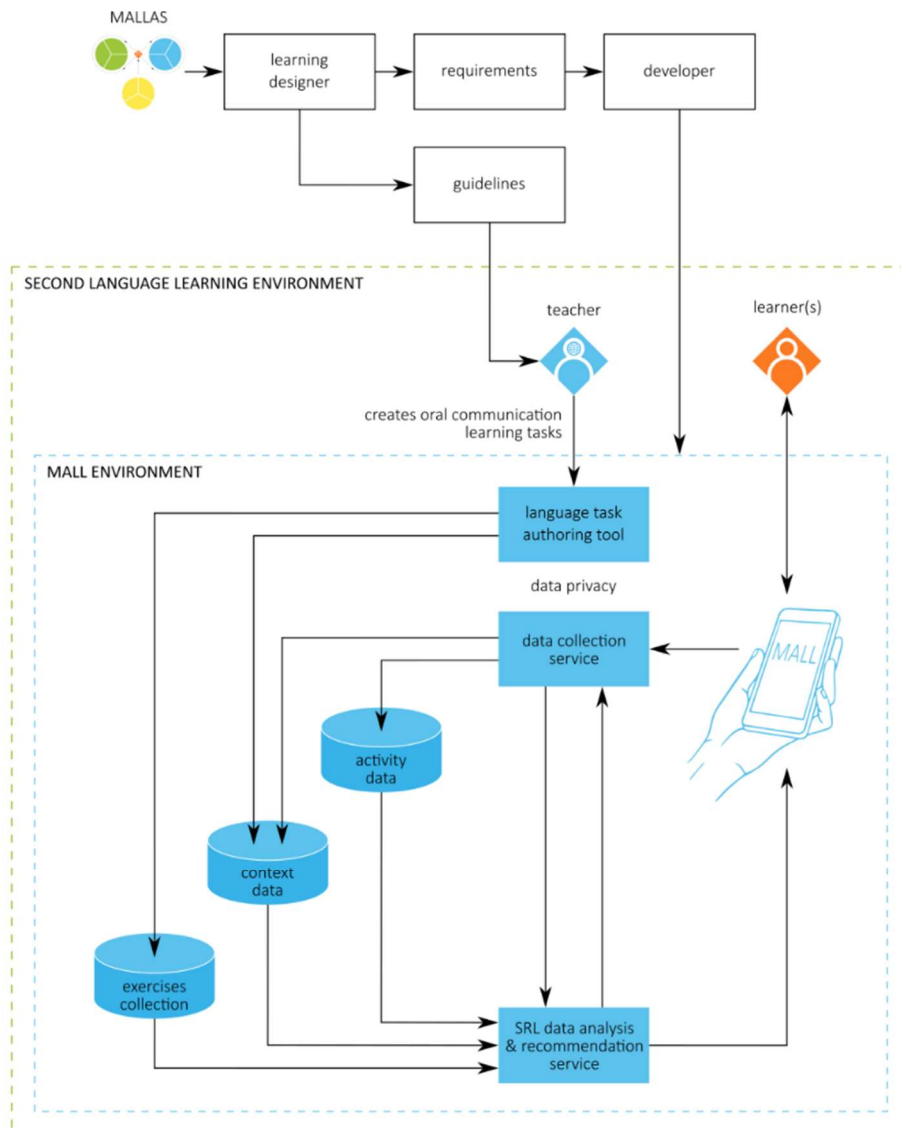 MALLAS
learning
designer
requirements
developer
guidelines
SECOND LANGUAGE LEARNING ENVIRONMENT
teacher
learner(s)
creates oral communication
learning tasks
MALL ENVIRONMENT
language task
authoring tool
data privacy
data collection
service
MALL
activity
data
context
data
exercises
collection
SRL data analysis
& recommendation
service